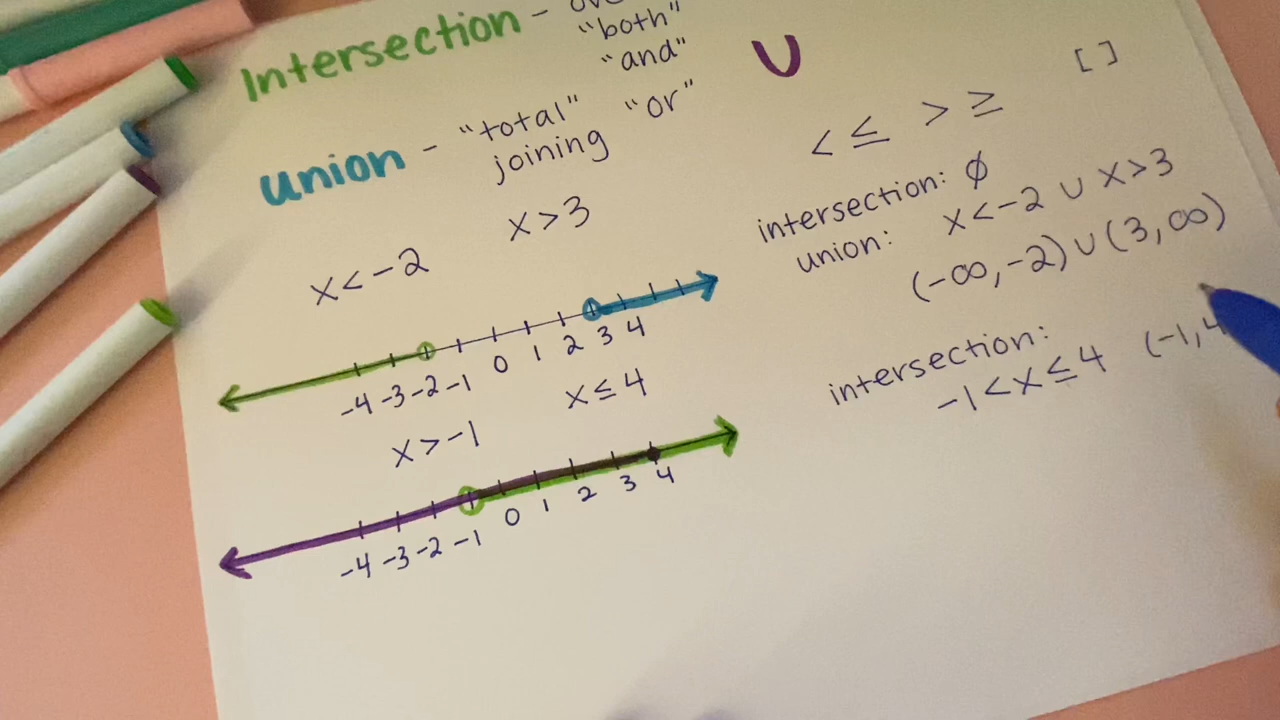 Intersection -
"both"
"and"
∪
[ ]
union - "total" "or"
joining
< ≤ > ≥
x < -2
x > 3
intersection: ∅
union: x < -2 ∪ x > 3
(-∞, -2) ∪ (3, ∞)
-4 -3 -2 -1 0 1 2 3 4
x > -1
x ≤ 4
intersection:
-1 < x ≤ 4 (-1, 4
-4 -3 -2 -1 0 1 2 3 4